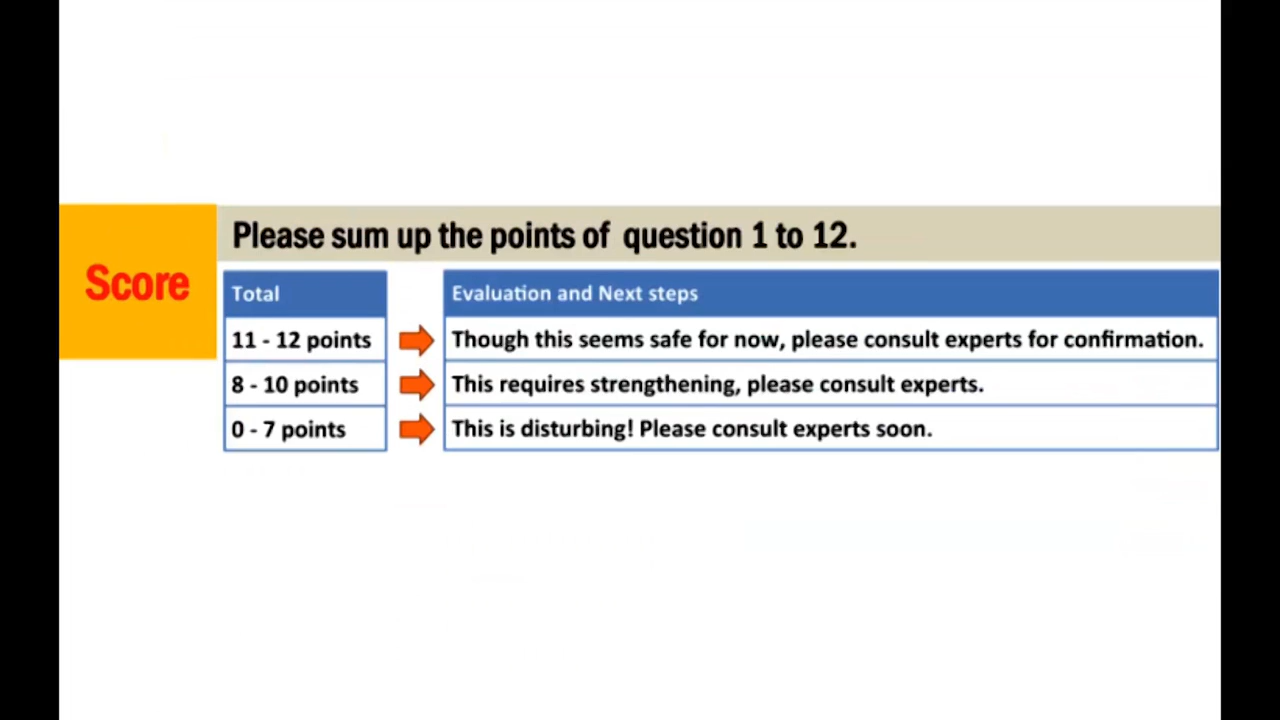 Score
Please sum up the points of question 1 to 12.
Total
Evaluation and Next steps
11 - 12 points
Though this seems safe for now, please consult experts for confirmation.
8 - 10 points
This requires strengthening, please consult experts.
0 - 7 points
This is disturbing! Please consult experts soon.